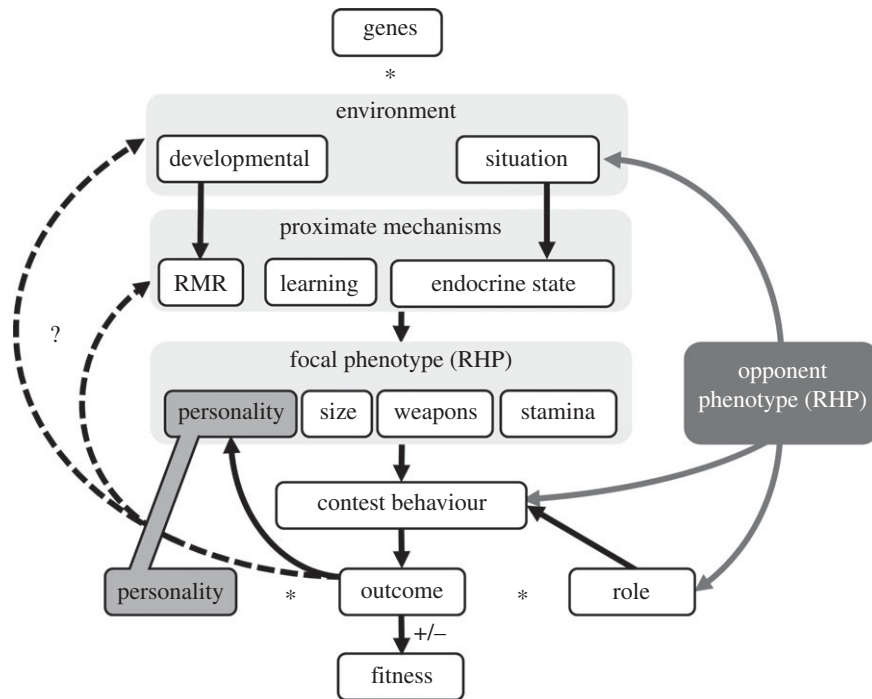 genes
*
environment
developmental
situation
proximate mechanisms
RMR
learning
endocrine state
?
focal phenotype (RHP)
opponent
phenotype (RHP)
personality
size
weapons
stamina
contest behaviour
personality
*
outcome
*
role
+/–
fitness